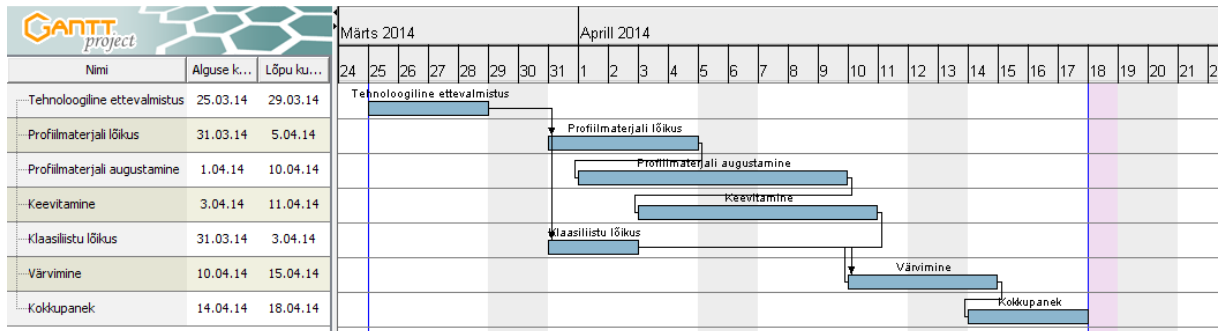 GANTT
project
Märts 2014 Aprill 2014
Nimi Alguse k... Lõpu ku...
24 25 26 27 28 29 30 31 1 2 3 4 5 6 7 8 9 10 11 12 13 14 15 16 17 18 19 20 21 2
Tehnoloogiline ettevalmistus 25.03.14 29.03.14
Profiilmaterjali lõikus 31.03.14 5.04.14
Profiilmaterjali augustamine 1.04.14 10.04.14
Keevitamine 3.04.14 11.04.14
Klaasiliistu lõikus 31.03.14 3.04.14
Värvimine 10.04.14 15.04.14
Kokkupanek 14.04.14 18.04.14
Tehnoloogiline ettevalmistus
Profiilmaterjali lõikus
Profiilmaterjali augustamine
Keevitamine
Klaasiliistu lõikus
Värvimine
Kokkupanek